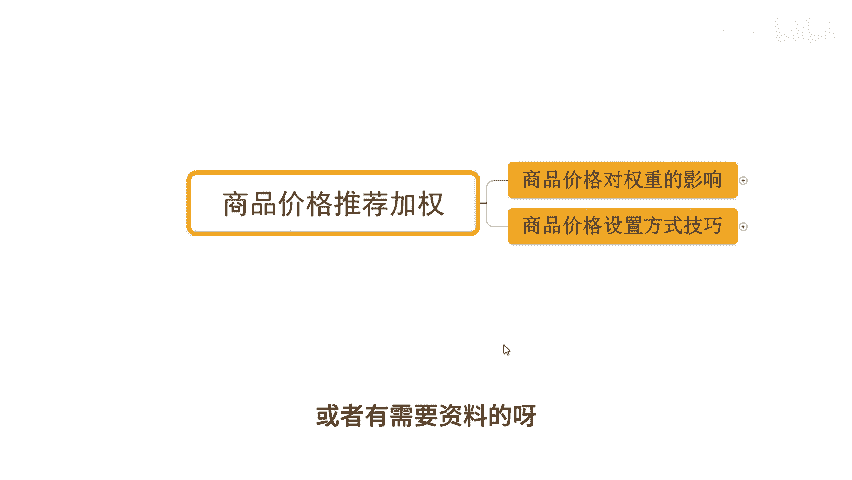 商品价格推荐加权
商品价格对权重的影响
商品价格设置方式技巧
或者有需要资料的呀